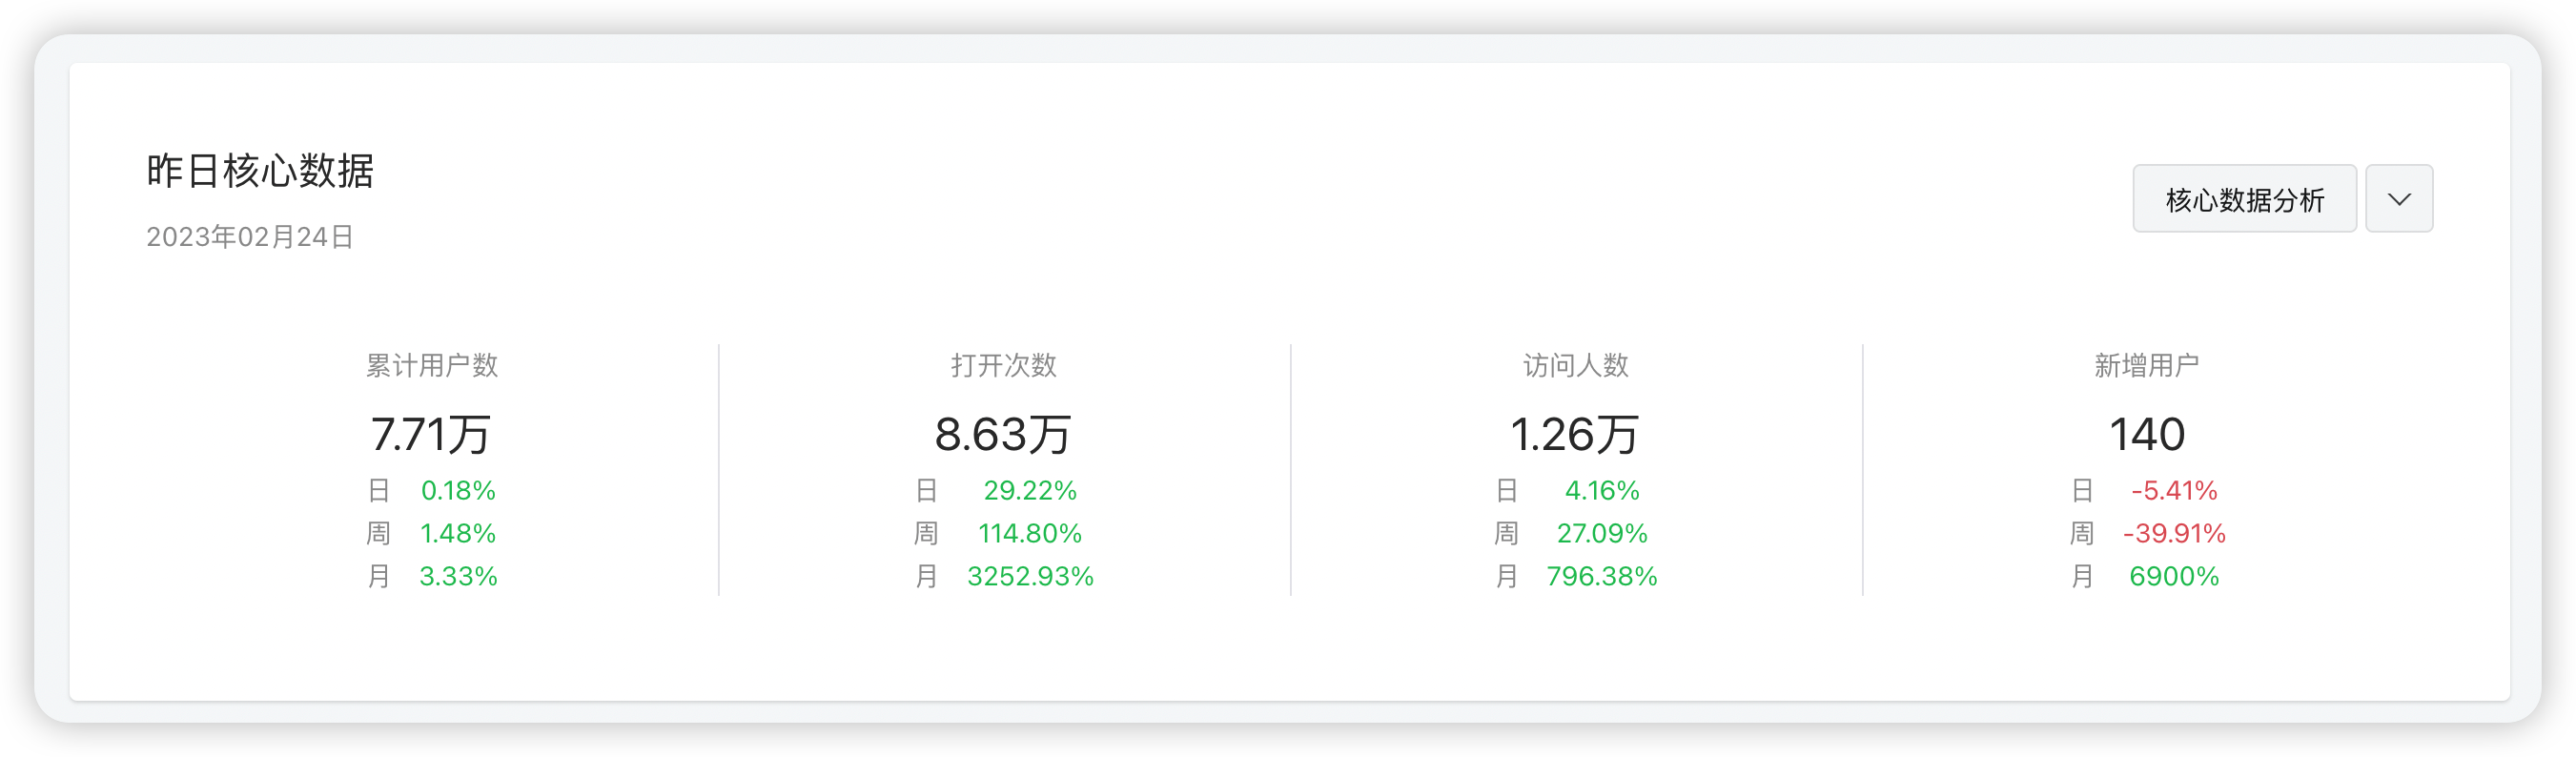 昨日核心数据
2023年02月24日
核心数据分析
累计用户数
7.71万
日 0.18%
周 1.48%
月 3.33%
打开次数
8.63万
日 29.22%
周 114.80%
月 3252.93%
访问人数
1.26万
日 4.16%
周 27.09%
月 796.38%
新增用户
140
日 -5.41%
周 -39.91%
月 6900%